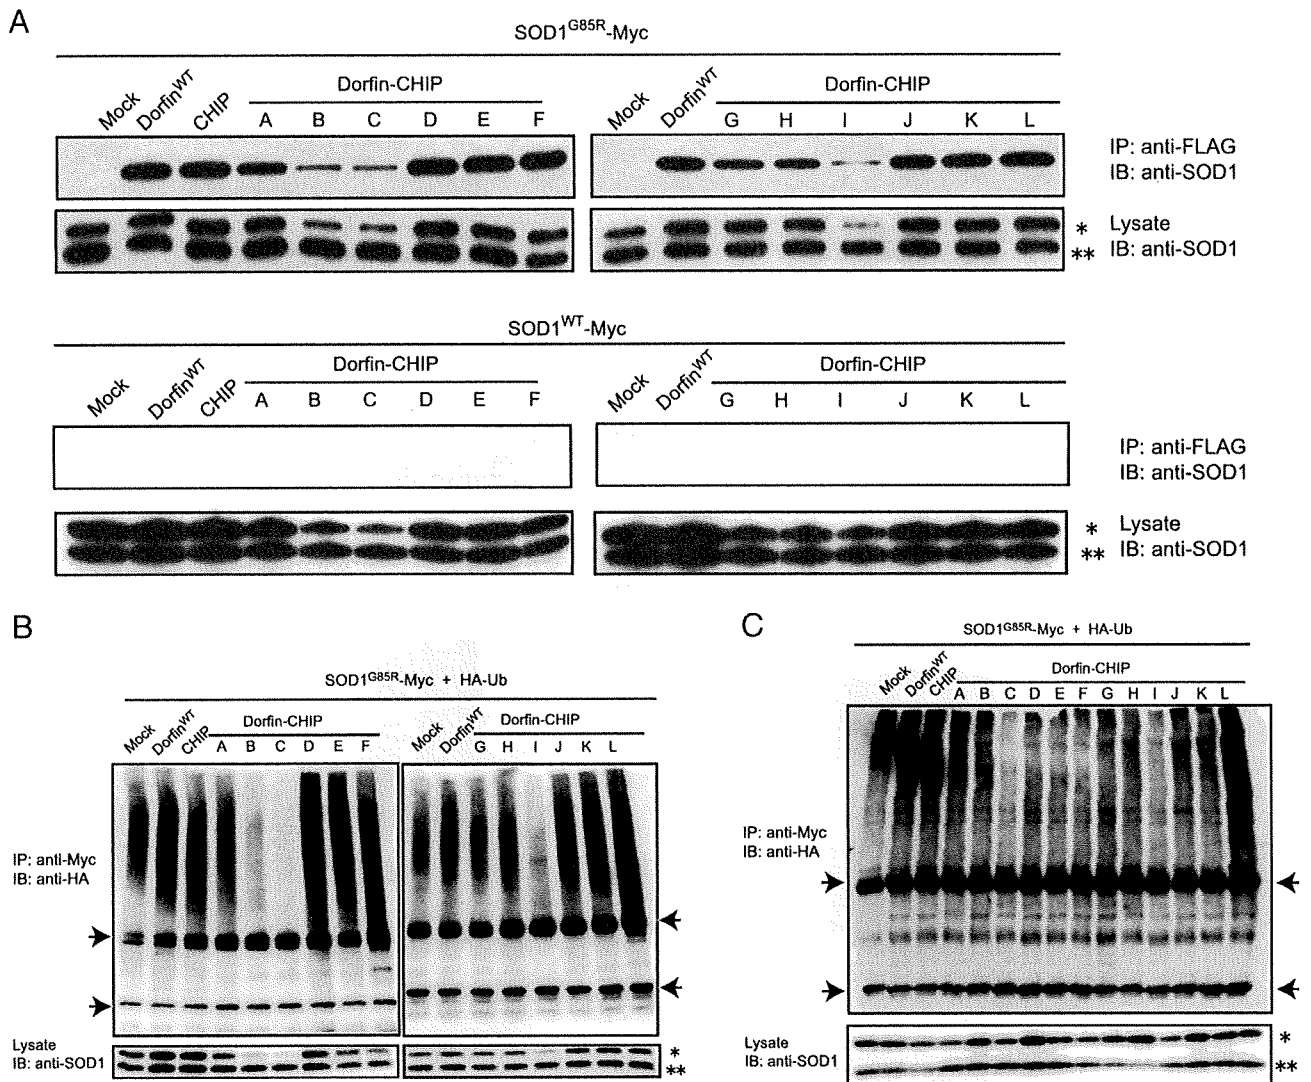 A
SOD1G85R-Myc
Mock DorfinWT CHIP Dorfin-CHIP
A B C D E F
Mock DorfinWT Dorfin-CHIP
G H I J K L
IP: anti-FLAG
IB: anti-SOD1
* Lysate
** IB: anti-SOD1
SOD1WT-Myc
Mock DorfinWT CHIP Dorfin-CHIP
A B C D E F
Mock DorfinWT Dorfin-CHIP
G H I J K L
IP: anti-FLAG
IB: anti-SOD1
* Lysate
** IB: anti-SOD1
B
SOD1G85R-Myc + HA-Ub
Mock DorfinWT CHIP Dorfin-CHIP
A B C D E F
Mock DorfinWT Dorfin-CHIP
G H I J K L
IP: anti-Myc
IB: anti-HA
Lysate *
IB: anti-SOD1 **
C
SOD1G85R-Myc + HA-Ub
Mock DorfinWT CHIP Dorfin-CHIP
A B C D E F G H I J K L
IP: anti-Myc
IB: anti-HA
Lysate *
IB: anti-SOD1 **